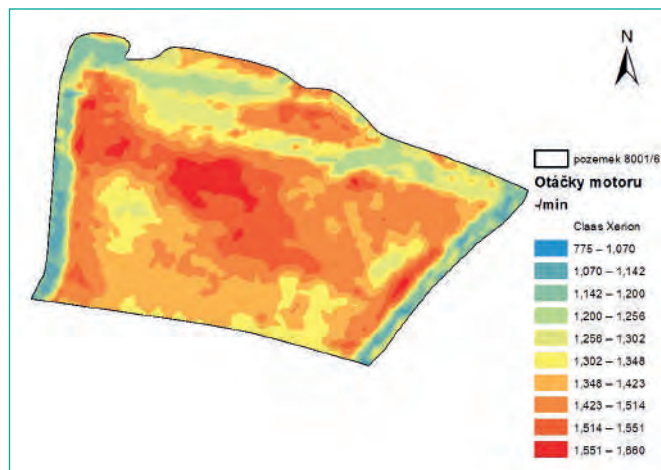 N
pozemek 8001/6
Otáčky motoru
-/min
Claas Xerion
775 – 1,070
1,070 – 1,142
1,142 – 1,200
1,200 – 1,256
1,256 – 1,302
1,302 – 1,348
1,348 – 1,423
1,423 – 1,514
1,514 – 1,551
1,551 – 1,660